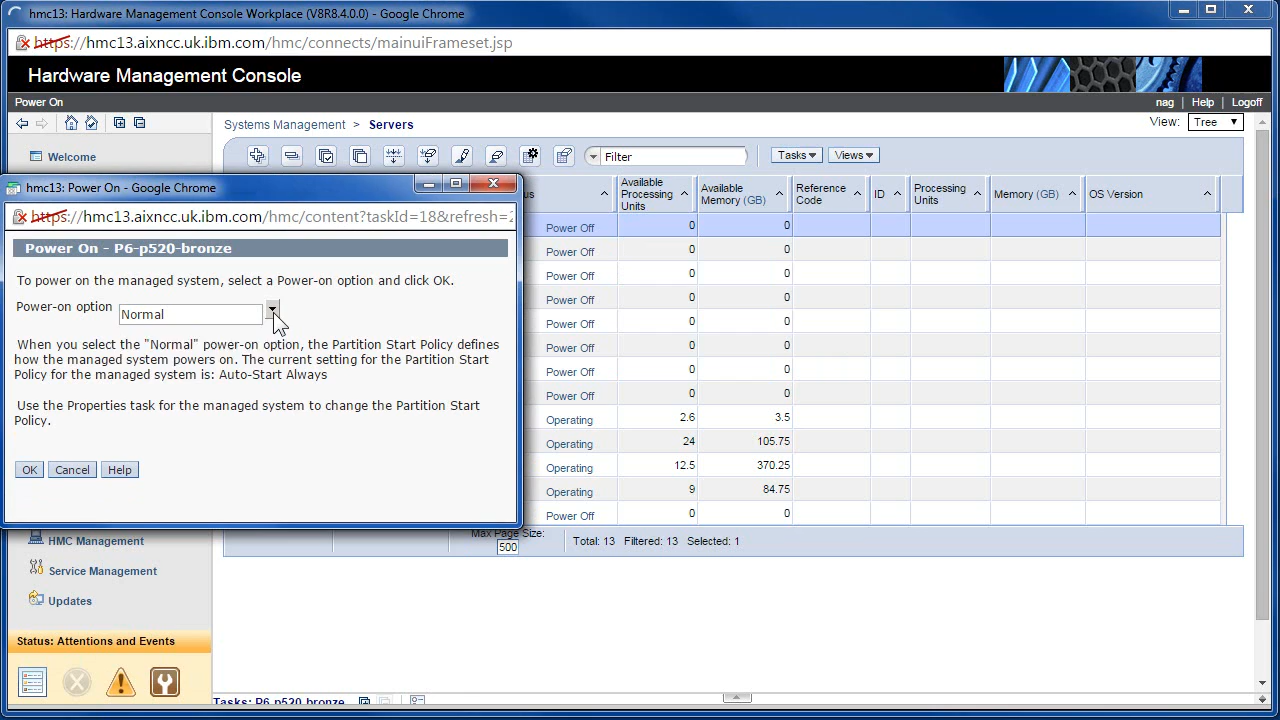 hmc13: Hardware Management Console Workplace (V8R8.4.0.0) - Google Chrome
https://hmc13.aixncc.uk.ibm.com/hmc/connects/mainuiFrameset.jsp
Hardware Management Console
Power On
nag | Help | Logoff
Systems Management > Servers
View: Tree
Welcome
Filter
Tasks
Views
hmc13: Power On - Google Chrome
https://hmc13.aixncc.uk.ibm.com/hmc/content?taskId=18&refresh=
Power On - P6-p520-bronze
To power on the managed system, select a Power-on option and click OK.
Power-on option Normal
When you select the "Normal" power-on option, the Partition Start Policy defines
how the managed system powers on. The current setting for the Partition Start
Policy for the managed system is: Auto-Start Always
Use the Properties task for the managed system to change the Partition Start
Policy.
OK Cancel Help
us Available Processing Units Available Memory (GB) Reference Code ID Processing Units Memory (GB) OS Version
Power Off 0 0
Power Off 0 0
Power Off 0 0
Power Off 0 0
Power Off 0 0
Power Off 0 0
Power Off 0 0
Power Off 0 0
Operating 2.6 3.5
Operating 24 105.75
Operating 12.5 370.25
Operating 9 84.75
Power Off 0 0
Max Page Size:
500
Total: 13 Filtered: 13 Selected: 1
HMC Management
Service Management
Updates
Status: Attentions and Events
Tasks: P6-p520-bronze